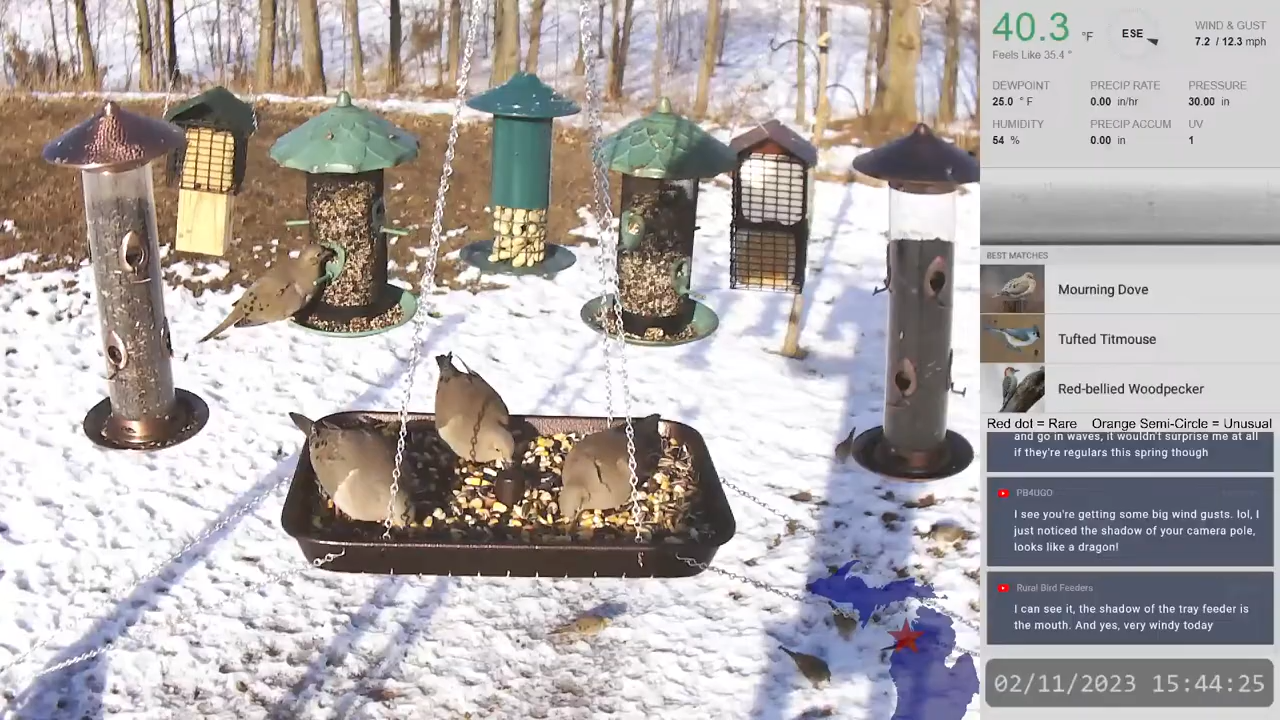 40.3 °F
Feels Like 35.4 °
ESE
WIND & GUST
7.2 / 12.3 mph
DEWPOINT PRECIP RATE PRESSURE
25.0 ° F 0.00 in/hr 30.00 in
HUMIDITY PRECIP ACCUM UV
54 % 0.00 in 1
BEST MATCHES
Mourning Dove
Tufted Titmouse
Red-bellied Woodpecker
Red dot = Rare Orange Semi-Circle = Unusual
and go in waves, it wouldn't surprise me at all
if they're regulars this spring though
PB4UGO
I see you're getting some big wind gusts. lol, I
just noticed the shadow of your camera pole,
looks like a dragon!
Rural Bird Feeders
I can see it, the shadow of the tray feeder is
the mouth. And yes, very windy today
02/11/2023 15:44:25